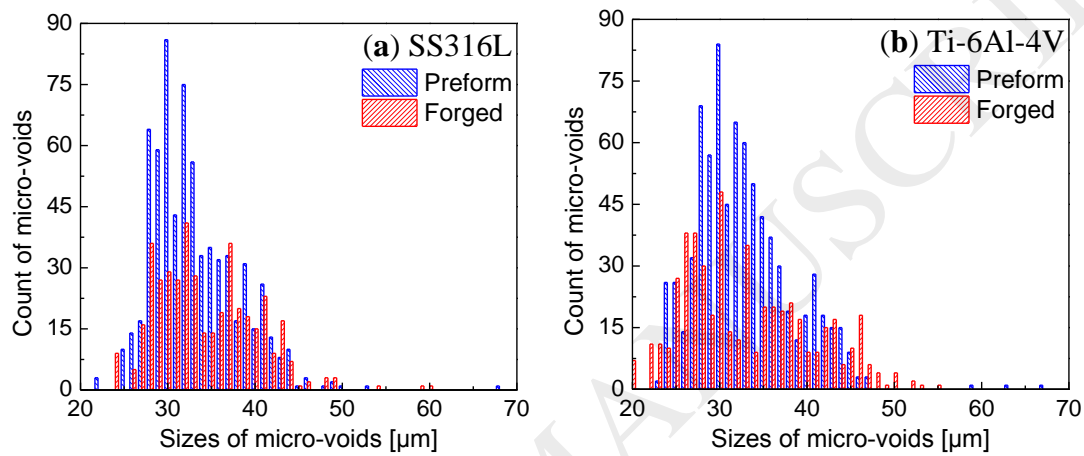 (a) SS316L
Preform
Forged
90
75
60
45
30
15
0
Count of micro-voids
20 30 40 50 60 70
Sizes of micro-voids [µm]
(b) Ti-6Al-4V
Preform
Forged
90
75
60
45
30
15
0
Count of micro-voids
20 30 40 50 60 70
Sizes of micro-voids [µm]
MANUSCRI